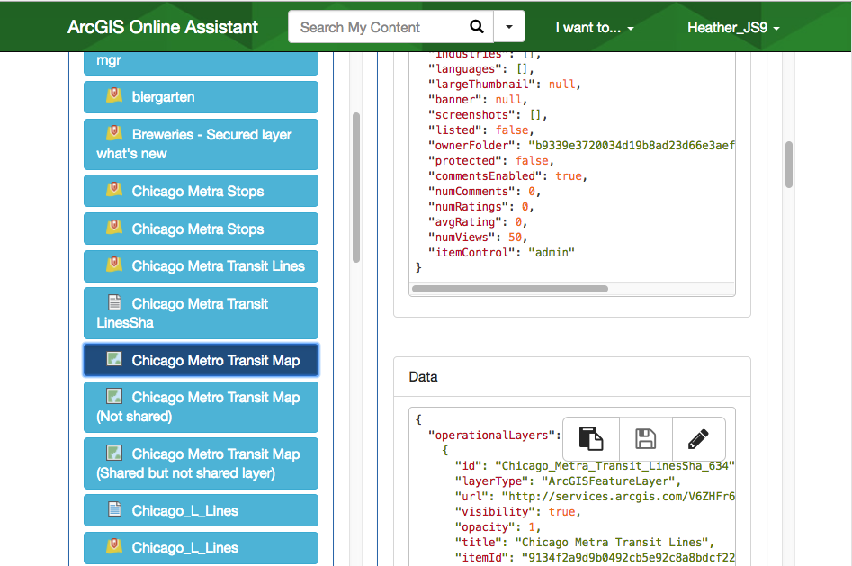 ArcGIS Online Assistant
Search My Content
I want to...
Heather_JS9
mgr
biergarten
Breweries - Secured layer
what's new
Chicago Metra Stops
Chicago Metra Stops
Chicago Metra Transit Lines
Chicago Metra Transit
LinesSha
Chicago Metro Transit Map
Chicago Metro Transit Map
(Not shared)
Chicago Metro Transit Map
(Shared but not shared layer)
Chicago_L_Lines
Chicago_L_Lines
"industries": [],
"languages": [],
"largeThumbnail": null,
"banner": null,
"screenshots": [],
"listed": false,
"ownerFolder": "b9339e3720034d19b8ad23d66e3aef
"protected": false,
"commentsEnabled": true,
"numComments": 0,
"numRatings": 0,
"avgRating": 0,
"numViews": 50,
"itemControl": "admin"
}
Data
{
"operationalLayers":
{
"id": "Chicago_Metra_Transit_LinesSha_634"
"layerType": "ArcGISFeatureLayer",
"url": "http://services.arcgis.com/V6ZHFr6
"visibility": true,
"opacity": 1,
"title": "Chicago Metra Transit Lines",
"itemId": "9134f2a9d9b0492cb5e92c8a8bdcf22